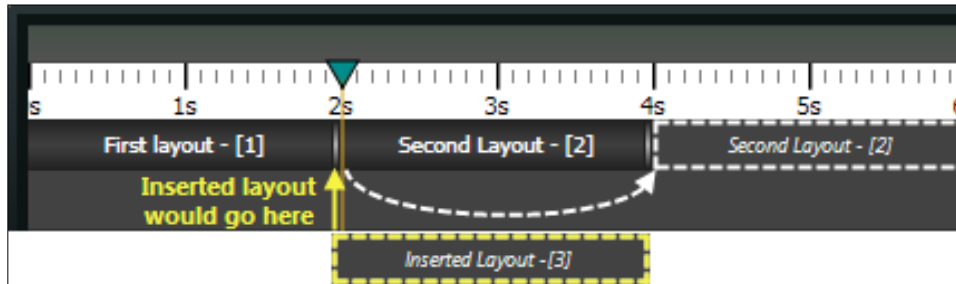 s 1s 2s 3s 4s 5s 6
First layout - [1] Second Layout - [2] Second Layout - [2]
Inserted layout
would go here
Inserted Layout -[3]